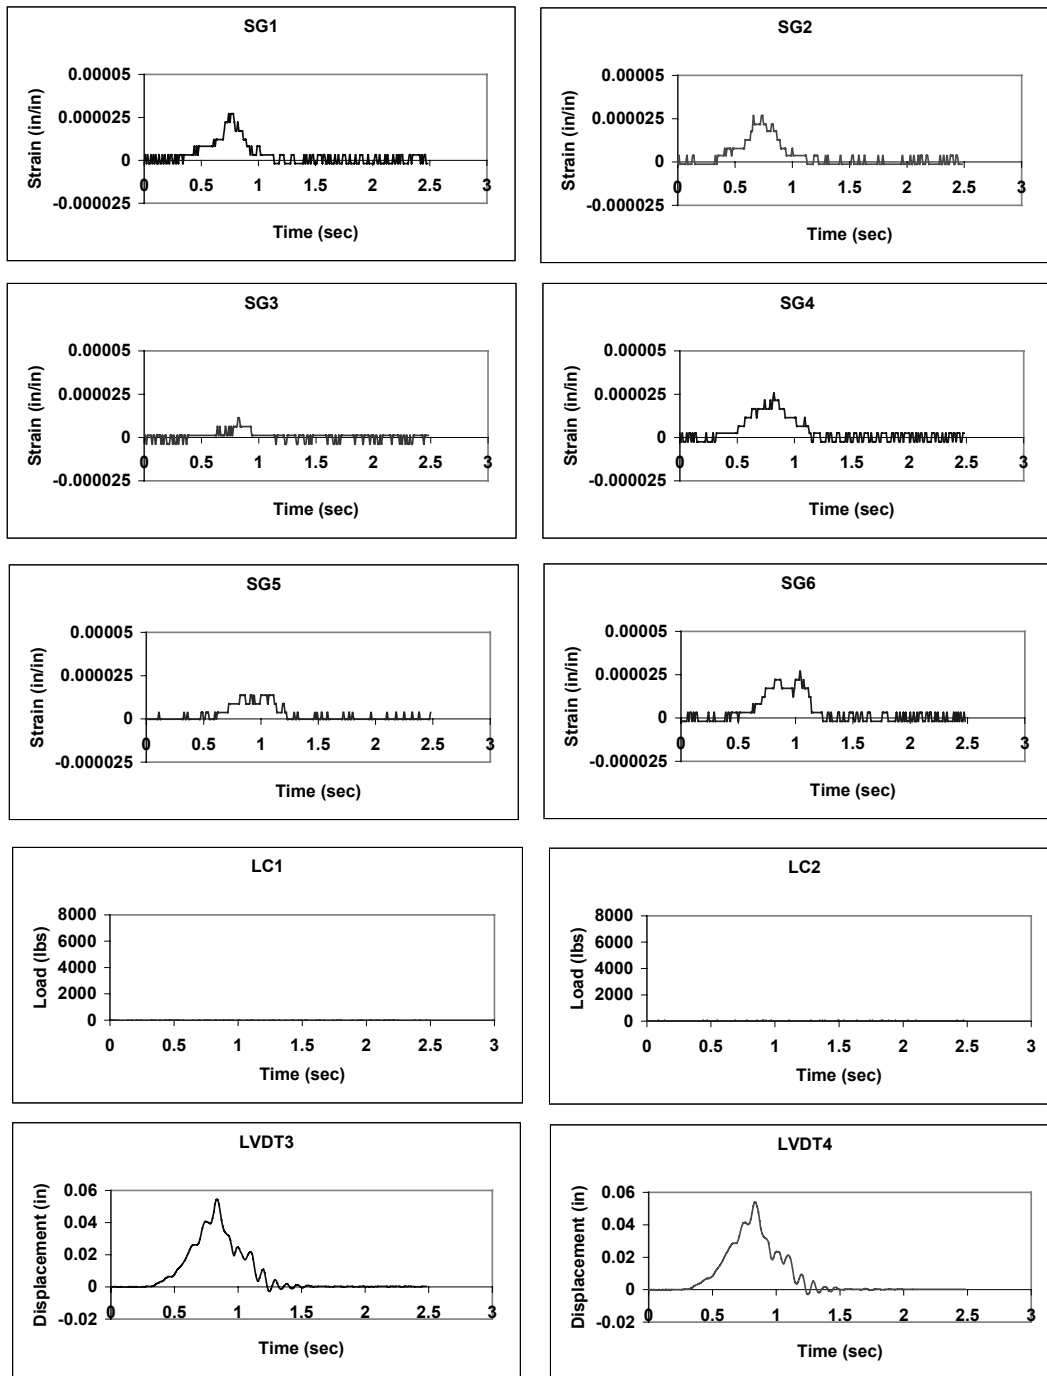 SG1
0.00005
0.000025
0
-0.000025
0 0.5 1 1.5 2 2.5 3
Strain (in/in)
Time (sec)
SG2
0.00005
0.000025
0
-0.000025
0 0.5 1 1.5 2 2.5 3
Strain (in/in)
Time (sec)
SG3
0.00005
0.000025
0
-0.000025
0 0.5 1 1.5 2 2.5 3
Strain (in/in)
Time (sec)
SG4
0.00005
0.000025
0
-0.000025
0 0.5 1 1.5 2 2.5 3
Strain (in/in)
Time (sec)
SG5
0.00005
0.000025
0
-0.000025
0 0.5 1 1.5 2 2.5 3
Strain (in/in)
Time (sec)
SG6
0.00005
0.000025
0
-0.000025
0 0.5 1 1.5 2 2.5 3
Strain (in/in)
Time (sec)
LC1
8000
6000
4000
2000
0
0 0.5 1 1.5 2 2.5 3
Load (lbs)
Time (sec)
LC2
8000
6000
4000
2000
0
0 0.5 1 1.5 2 2.5 3
Load (lbs)
Time (sec)
LVDT3
0.06
0.04
0.02
0
-0.02
0 0.5 1 1.5 2 2.5 3
Displacement (in)
Time (sec)
LVDT4
0.06
0.04
0.02
0
-0.02
0 0.5 1 1.5 2 2.5 3
Displacement (in)
Time (sec)